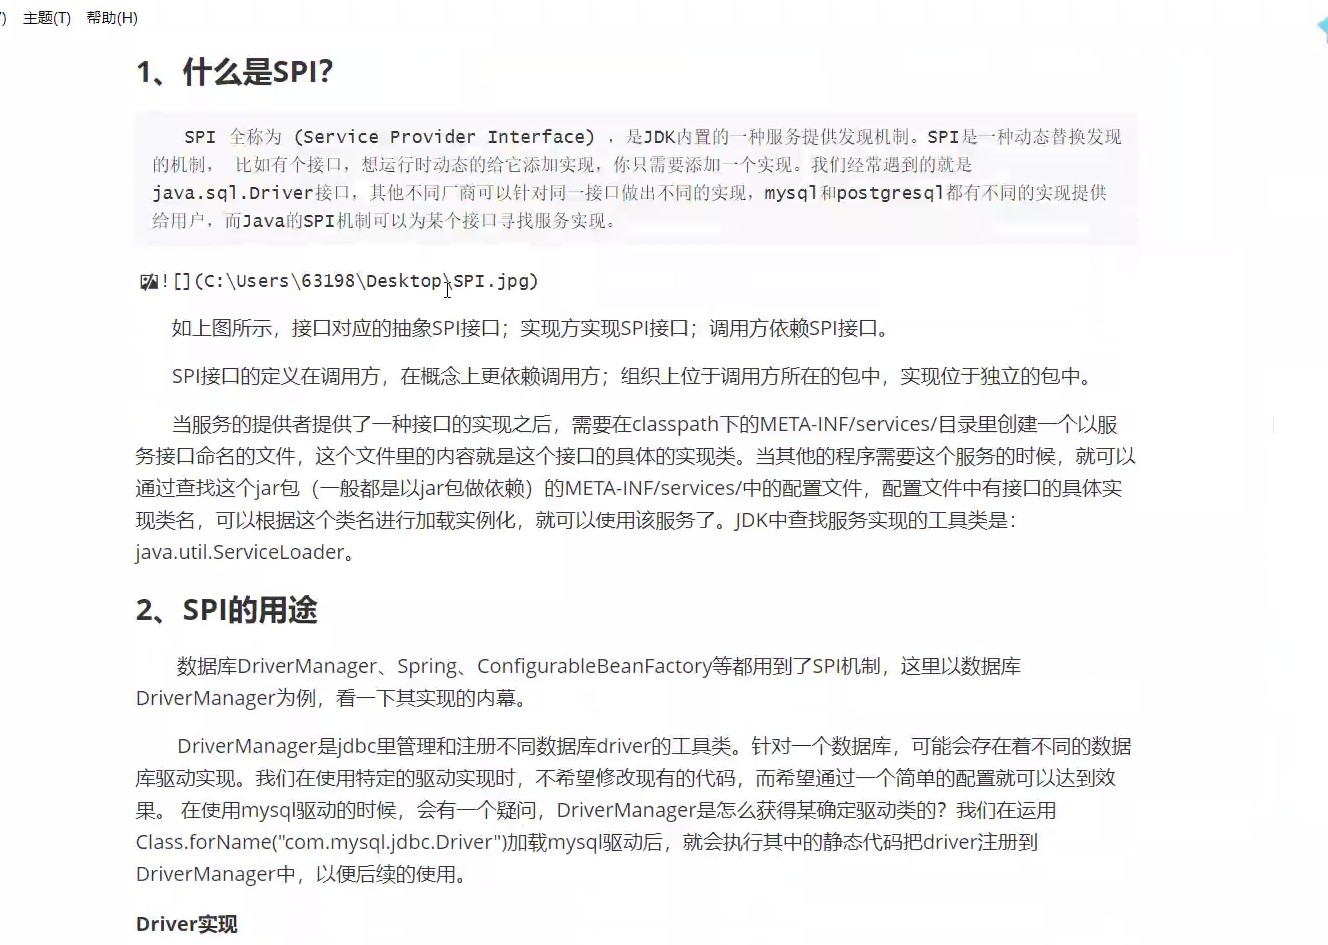 主题(T) 帮助(H)
1、什么是SPI？
SPI 全称为 (Service Provider Interface) ，是JDK内置的一种服务提供发现机制。SPI是一种动态替换发现
的机制， 比如有个接口，想运行时动态的给它添加实现，你只需要添加一个实现。我们经常遇到的就是
java.sql.Driver接口，其他不同厂商可以针对同一接口做出不同的实现，mysql和postgresql都有不同的实现提供
给用户，而Java的SPI机制可以为某个接口寻找服务实现。
![](C:\Users\63198\Desktop\SPI.jpg)
如上图所示，接口对应的抽象SPI接口；实现方实现SPI接口；调用方依赖SPI接口。
SPI接口的定义在调用方，在概念上更依赖调用方；组织上位于调用方所在的包中，实现位于独立的包中。
当服务的提供者提供了一种接口的实现之后，需要在classpath下的META-INF/services/目录里创建一个以服
务接口命名的文件，这个文件里的内容就是这个接口的具体的实现类。当其他的程序需要这个服务的时候，就可以
通过查找这个jar包（一般都是以jar包做依赖）的META-INF/services/中的配置文件，配置文件中有接口的具体实
现类名，可以根据这个类名进行加载实例化，就可以使用该服务了。JDK中查找服务实现的工具类是：
java.util.ServiceLoader。
2、SPI的用途
数据库DriverManager、Spring、ConfigurableBeanFactory等都用到了SPI机制，这里以数据库
DriverManager为例，看一下其实现的内幕。
DriverManager是jdbc里管理和注册不同数据库driver的工具类。针对一个数据库，可能会存在着不同的数据
库驱动实现。我们在使用特定的驱动实现时，不希望修改现有的代码，而希望通过一个简单的配置就可以达到效
果。 在使用mysql驱动的时候，会有一个疑问，DriverManager是怎么获得某确定驱动类的？我们在运用
Class.forName("com.mysql.jdbc.Driver")加载mysql驱动后，就会执行其中的静态代码把driver注册到
DriverManager中，以便后续的使用。
Driver实现